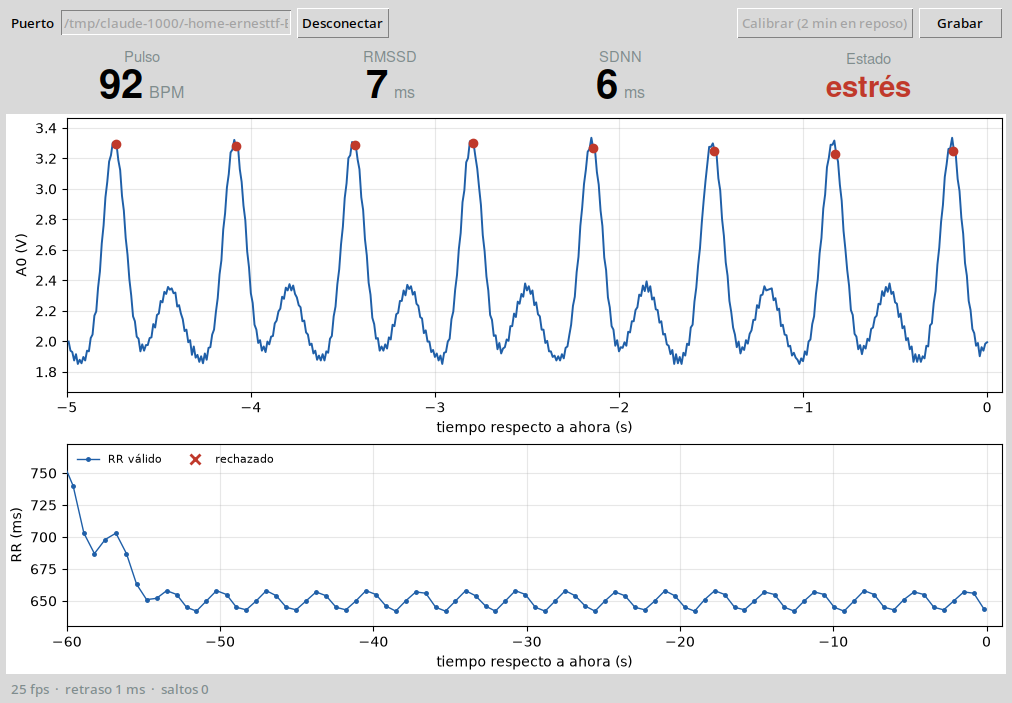 Puerto /tmp/claude-1000/-home-ernesttf-E Desconectar Calibrar (2 min en reposo) Grabar
Pulso RMSSD SDNN Estado
92 BPM 7 ms 6 ms estrés
3.4
3.2
3.0
2.8
2.6
2.4
2.2
2.0
1.8
A0 (V)
−5 −4 −3 −2 −1 0
tiempo respecto a ahora (s)
RR válido rechazado
750
725
700
675
650
RR (ms)
−60 −50 −40 −30 −20 −10 0
tiempo respecto a ahora (s)
25 fps · retraso 1 ms · saltos 0